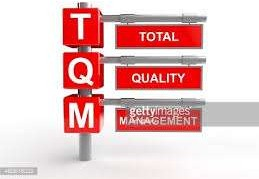 T TOTAL
Q QUALITY
gettyimages
M MANAGEMENT